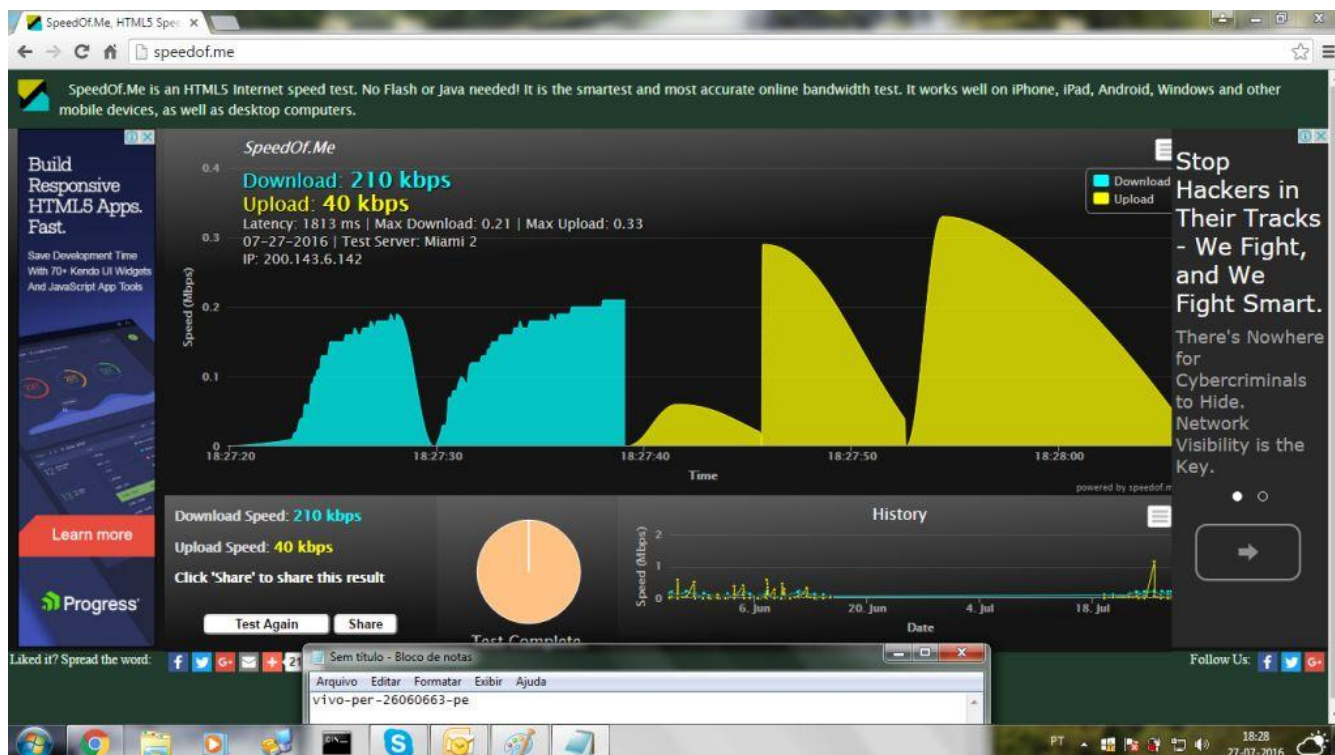 SpeedOf.Me, HTML5 Spee
speedof.me
SpeedOf.Me is an HTML5 Internet speed test. No Flash or Java needed! It is the smartest and most accurate online bandwidth test. It works well on iPhone, iPad, Android, Windows and other
mobile devices, as well as desktop computers.
Build
Responsive
HTML5 Apps.
Fast.
Save Development Time
With 70+ Kendo UI Widgets
And JavaScript App Tools
Learn more
Progress
SpeedOf.Me
Download: 210 kbps
Upload: 40 kbps
Latency: 1813 ms | Max Download: 0.21 | Max Upload: 0.33
07-27-2016 | Test Server: Miami 2
IP: 200.143.6.142
Download
Upload
Speed (Mbps)
0.4
0.3
0.2
0.1
0
18:27:20 18:27:30 18:27:40 18:27:50 18:28:00
Time
powered by speedof.m
Stop
Hackers in
Their Tracks
- We Fight,
and We
Fight Smart.
There's Nowhere
for
Cybercriminals
to Hide.
Network
Visibility is the
Key.
Download Speed: 210 kbps
Upload Speed: 40 kbps
Click 'Share' to share this result
Test Again Share
Test Complete
History
Speed (Mbps)
2
1
0
6. Jun 20. Jun 4. Jul 18. Jul
Date
Liked it? Spread the word:
21
Follow Us:
Sem título - Bloco de notas
Arquivo Editar Formatar Exibir Ajuda
vivo-per-26060663-pe
PT
18:28
27-07-2016